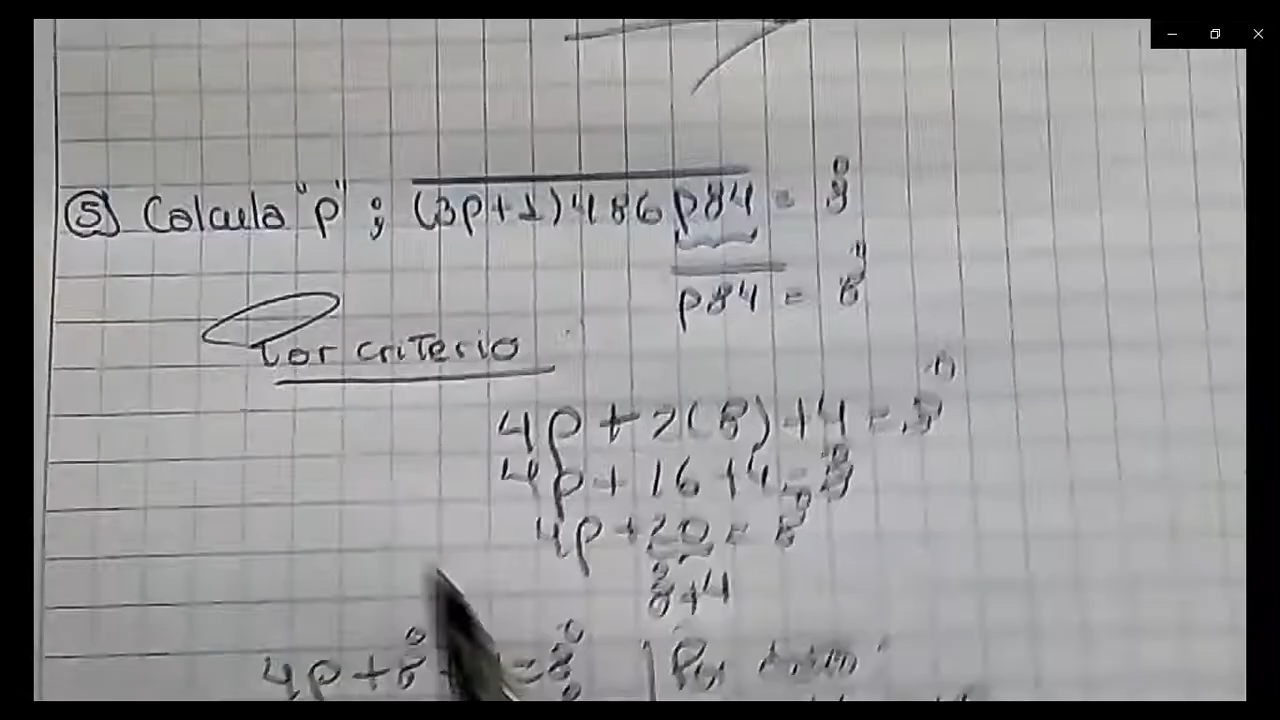 ⑤ Calcula "p" ; (3p+1)486p84 = 8̊
p84 = 8̊
Por criterio
4p + 2(8) + 4 = 8̊
4p + 16 + 4 = 8̊
4p + 20 = 8̊
8̊+4
4p + 8̊ + = 8̊